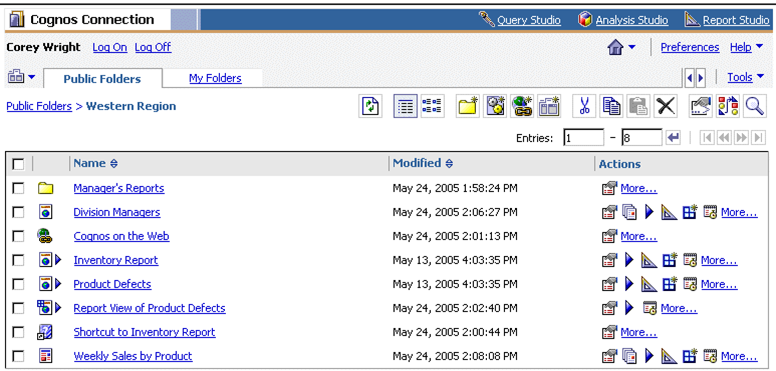 Cognos Connection Query Studio Analysis Studio Report Studio
Corey Wright Log On Log Off Preferences Help
Public Folders My Folders Tools
Public Folders > Western Region
Entries: 1 - 8
Name Modified Actions
Manager's Reports May 24, 2005 1:58:24 PM More...
Division Managers May 24, 2005 2:06:27 PM More...
Cognos on the Web May 24, 2005 2:01:13 PM More...
Inventory Report May 13, 2005 4:03:35 PM More...
Product Defects May 13, 2005 4:03:35 PM More...
Report View of Product Defects May 24, 2005 2:02:40 PM More...
Shortcut to Inventory Report May 24, 2005 2:00:44 PM More...
Weekly Sales by Product May 24, 2005 2:08:08 PM More...